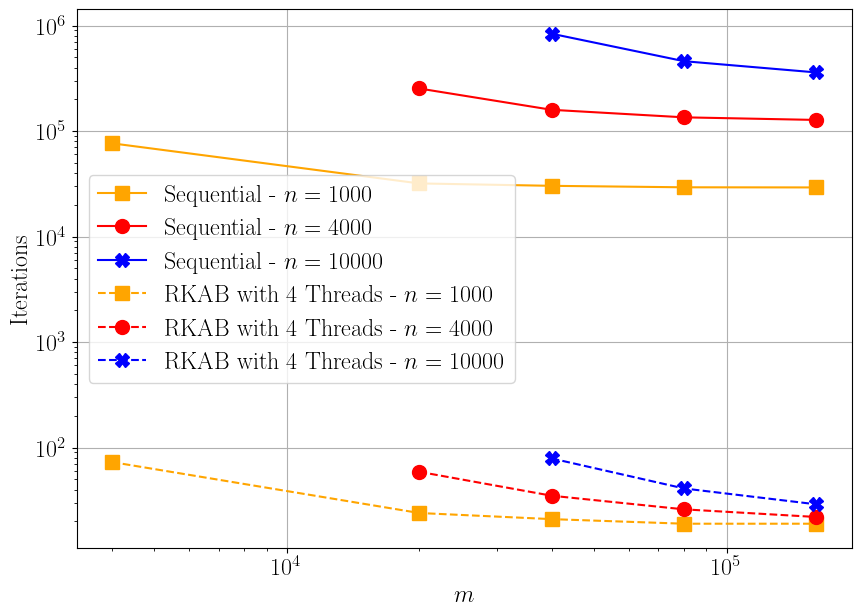 10^6
10^5
10^4
10^3
10^2
Iterations
Sequential - n = 1000
Sequential - n = 4000
Sequential - n = 10000
RKAB with 4 Threads - n = 1000
RKAB with 4 Threads - n = 4000
RKAB with 4 Threads - n = 10000
10^4
10^5
m